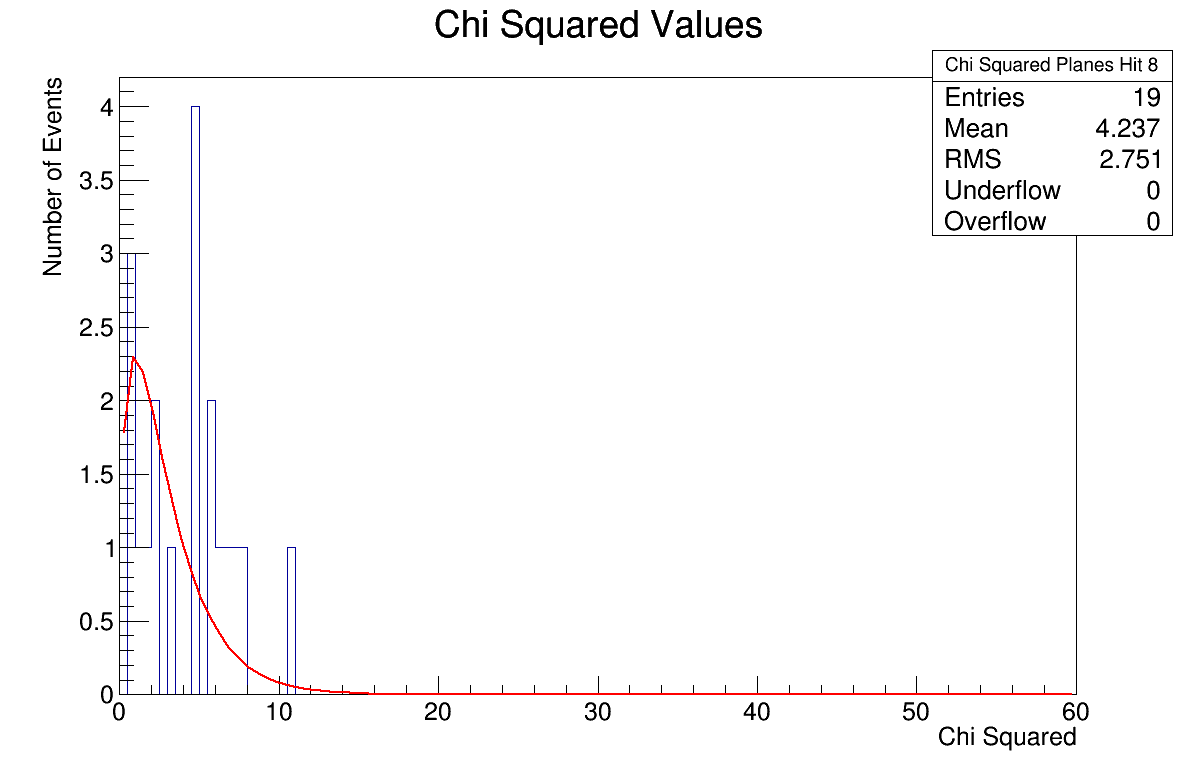 Chi Squared Values
Chi Squared Planes Hit 8
Entries 19
Mean 4.237
RMS 2.751
Underflow 0
Overflow 0
Number of Events
4
3.5
3
2.5
2
1.5
1
0.5
0
0 10 20 30 40 50 60
Chi Squared